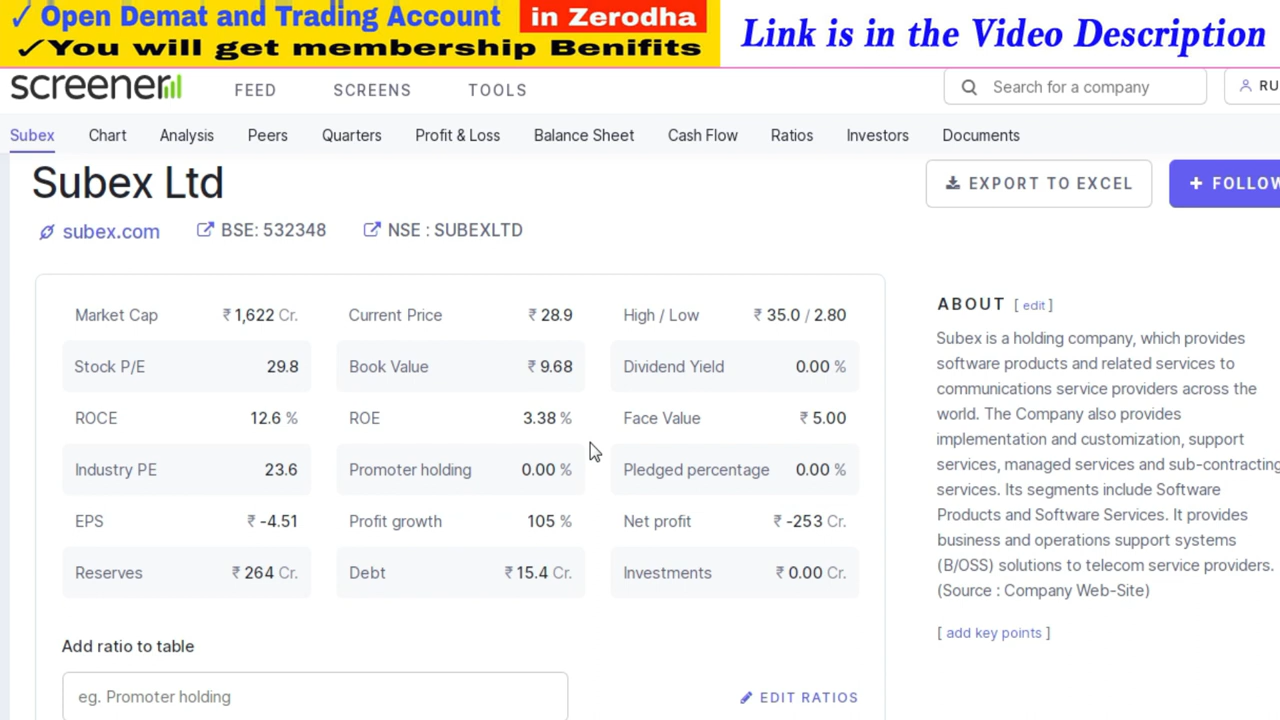 ✓ Open Demat and Trading Account in Zerodha
✓You will get membership Benifits
Link is in the Video Description
screener
FEED SCREENS TOOLS
Search for a company
RU
Subex Chart Analysis Peers Quarters Profit & Loss Balance Sheet Cash Flow Ratios Investors Documents
Subex Ltd
EXPORT TO EXCEL
+ FOLLOW
subex.com BSE: 532348 NSE : SUBEXLTD
Market Cap ₹ 1,622 Cr. Current Price ₹ 28.9 High / Low ₹ 35.0 / 2.80
Stock P/E 29.8 Book Value ₹ 9.68 Dividend Yield 0.00 %
ROCE 12.6 % ROE 3.38 % Face Value ₹ 5.00
Industry PE 23.6 Promoter holding 0.00 % Pledged percentage 0.00 %
EPS ₹ -4.51 Profit growth 105 % Net profit ₹ -253 Cr.
Reserves ₹ 264 Cr. Debt ₹ 15.4 Cr. Investments ₹ 0.00 Cr.
Add ratio to table
eg. Promoter holding
EDIT RATIOS
ABOUT [ edit ]
Subex is a holding company, which provides
software products and related services to
communications service providers across the
world. The Company also provides
implementation and customization, support
services, managed services and sub-contracting
services. Its segments include Software
Products and Software Services. It provides
business and operations support systems
(B/OSS) solutions to telecom service providers.
(Source : Company Web-Site)
[ add key points ]